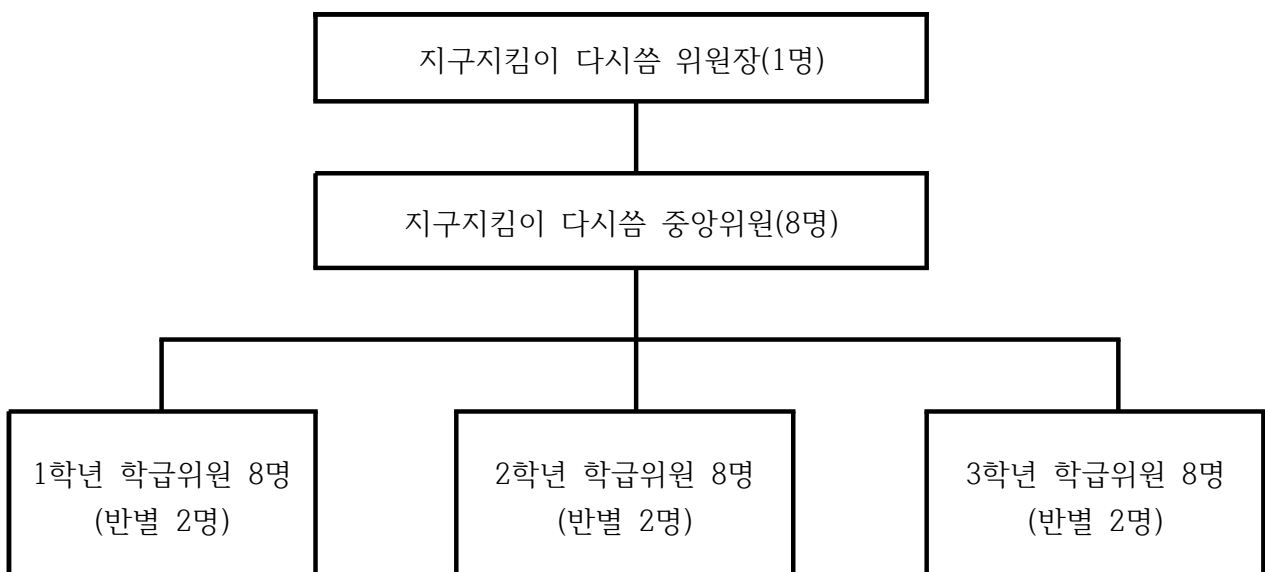 지구지킴이 다시씀 위원장(1명)
지구지킴이 다시씀 중앙위원(8명)
1학년 학급위원 8명
(반별 2명)
2학년 학급위원 8명
(반별 2명)
3학년 학급위원 8명
(반별 2명)